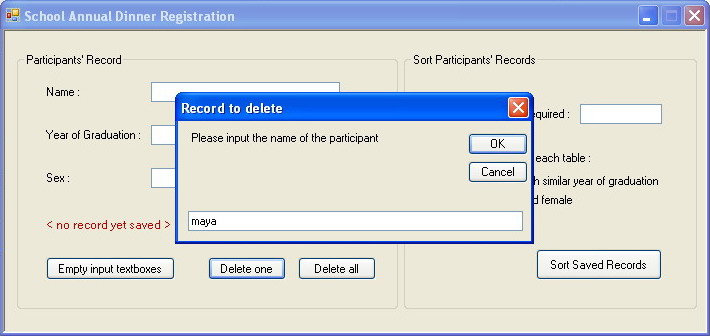 School Annual Dinner Registration
Participants' Record
Name :
Year of Graduation :
Sex :
< no record yet saved >
Empty input textboxes
Delete one
Delete all
Record to delete
Please input the name of the participant
OK
Cancel
maya
Sort Participants' Records
equired :
each table :
similar year of graduation
female
Sort Saved Records